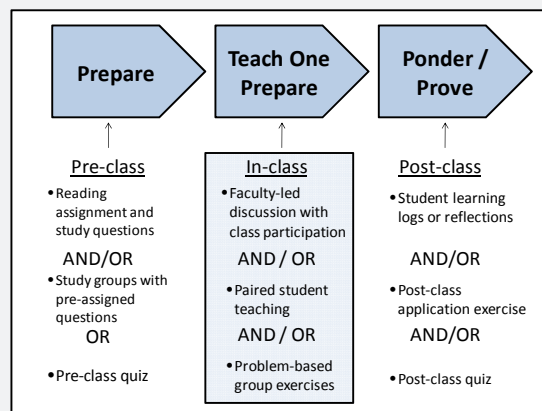 Prepare
Teach One
Prepare
Ponder /
Prove
Pre-class
•Reading
assignment and
study questions
AND/OR
•Study groups with
pre-assigned
questions
OR
•Pre-class quiz
In-class
•Faculty-led
discussion with
class participation
AND / OR
•Paired student
teaching
AND / OR
•Problem-based
group exercises
Post-class
•Student learning
logs or reflections
AND/OR
•Post-class
application exercise
AND/OR
•Post-class quiz